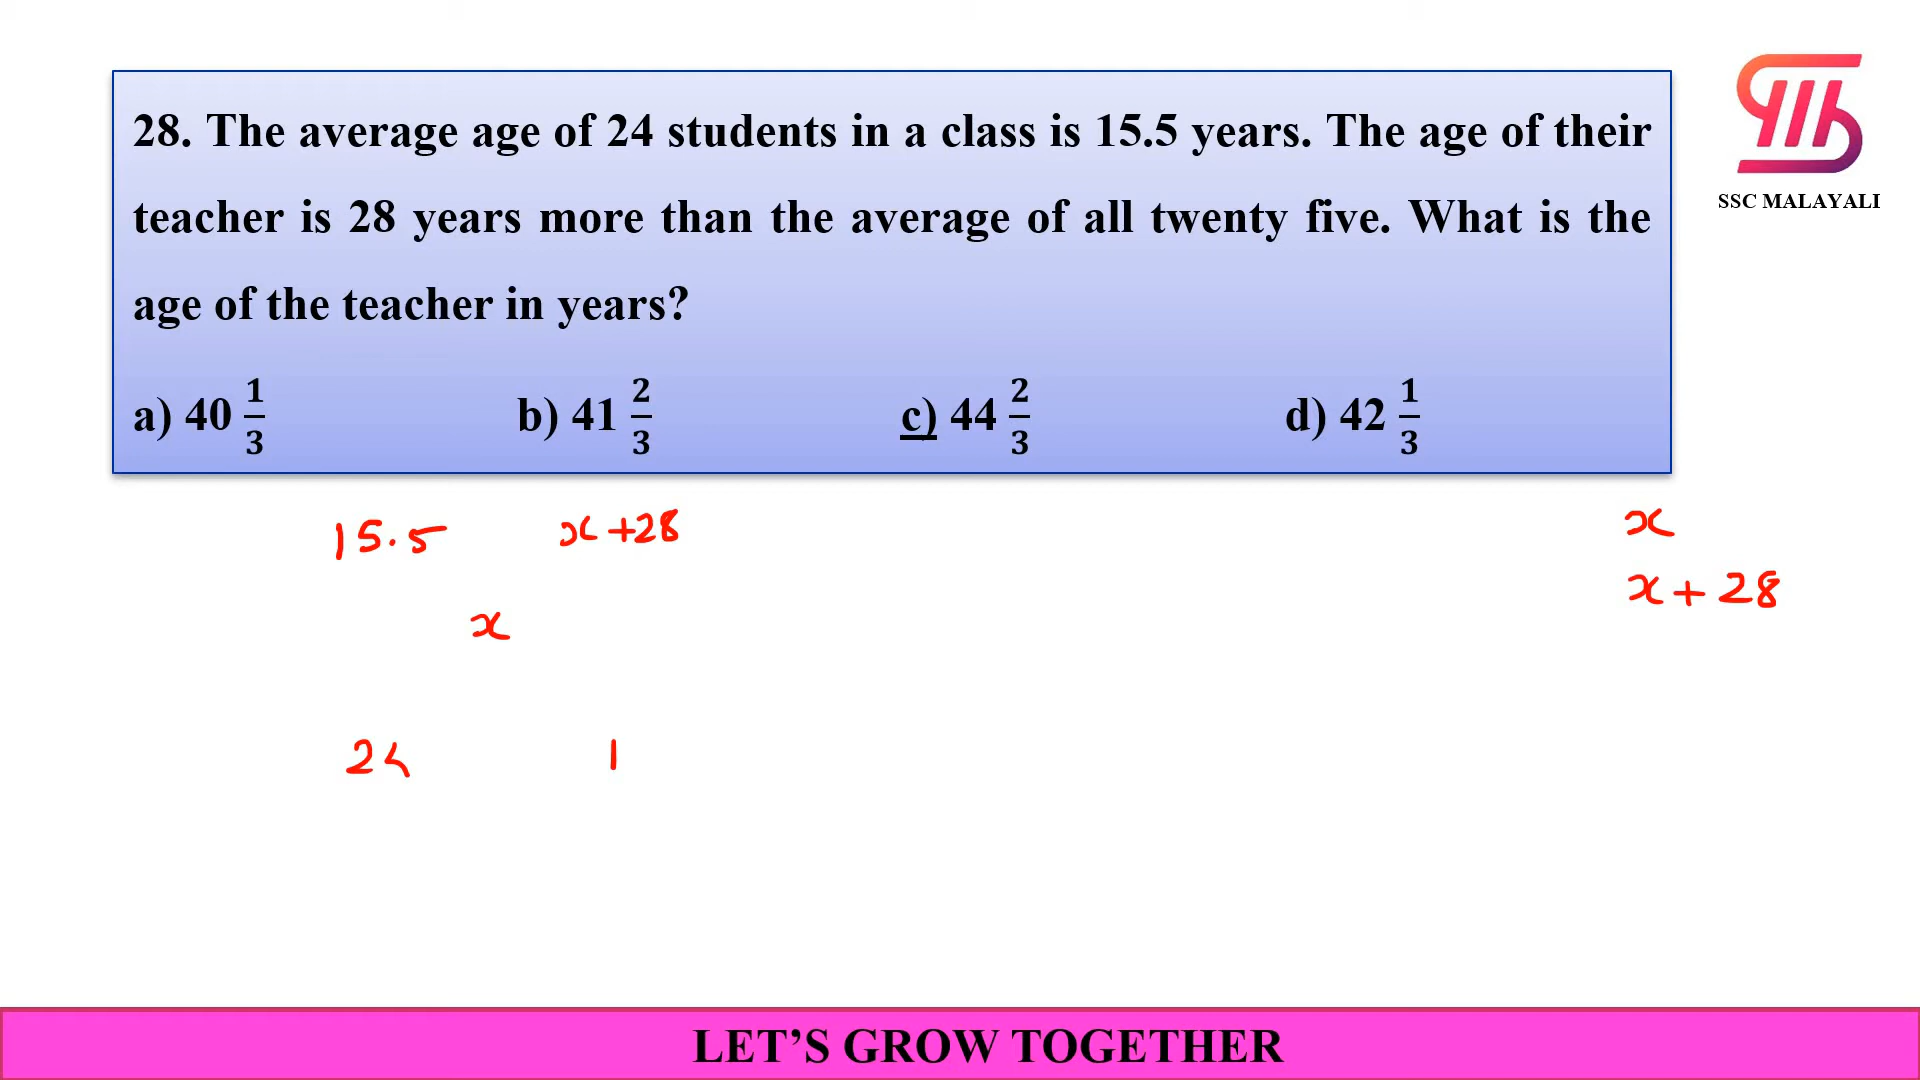 28. The average age of 24 students in a class is 15.5 years. The age of their
teacher is 28 years more than the average of all twenty five. What is the
age of the teacher in years?
a) 40 1/3 b) 41 2/3 c) 44 2/3 d) 42 1/3
SSC MALAYALI
15.5 x+28
x
24 1
x
x+28
LET’S GROW TOGETHER